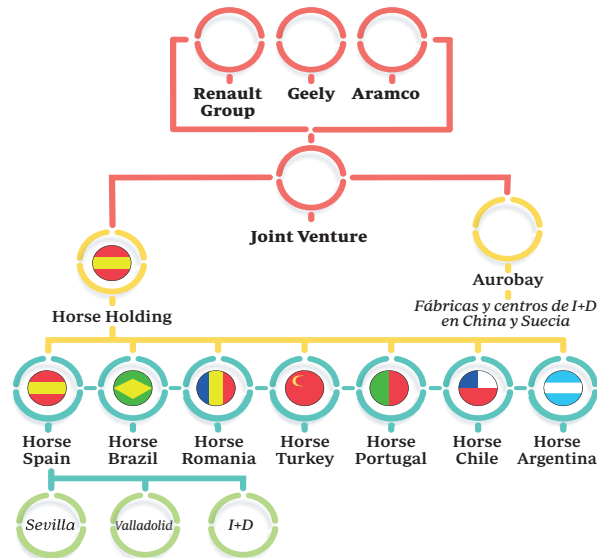 Renault
Group
Geely
Aramco
Joint Venture
Horse Holding
Aurobay
Fábricas y centros de I+D
en China y Suecia
Horse
Spain
Horse
Brazil
Horse
Romania
Horse
Turkey
Horse
Portugal
Horse
Chile
Horse
Argentina
Sevilla
Valladolid
I+D